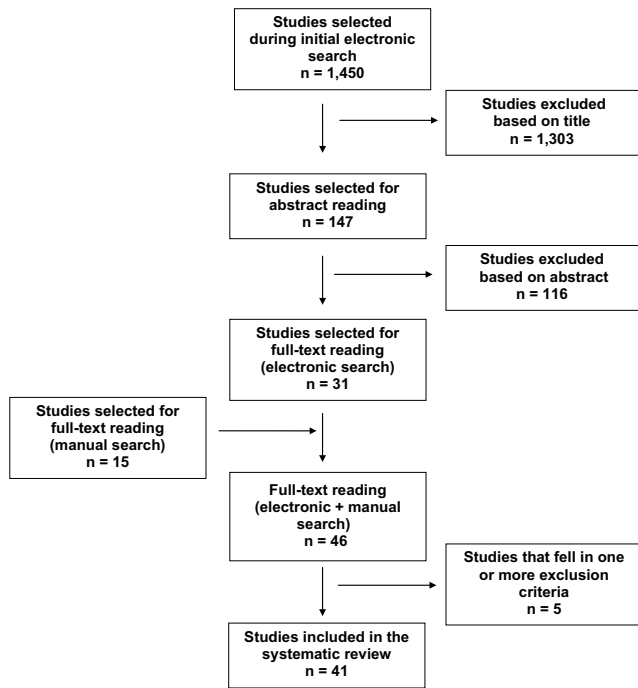 Studies selected
during initial electronic
search
n = 1,450
Studies excluded
based on title
n = 1,303
Studies selected for
abstract reading
n = 147
Studies excluded
based on abstract
n = 116
Studies selected for
full-text reading
(electronic search)
n = 31
Studies selected for
full-text reading
(manual search)
n = 15
Full-text reading
(electronic + manual
search)
n = 46
Studies that fell in one
or more exclusion
criteria
n = 5
Studies included in the
systematic review
n = 41